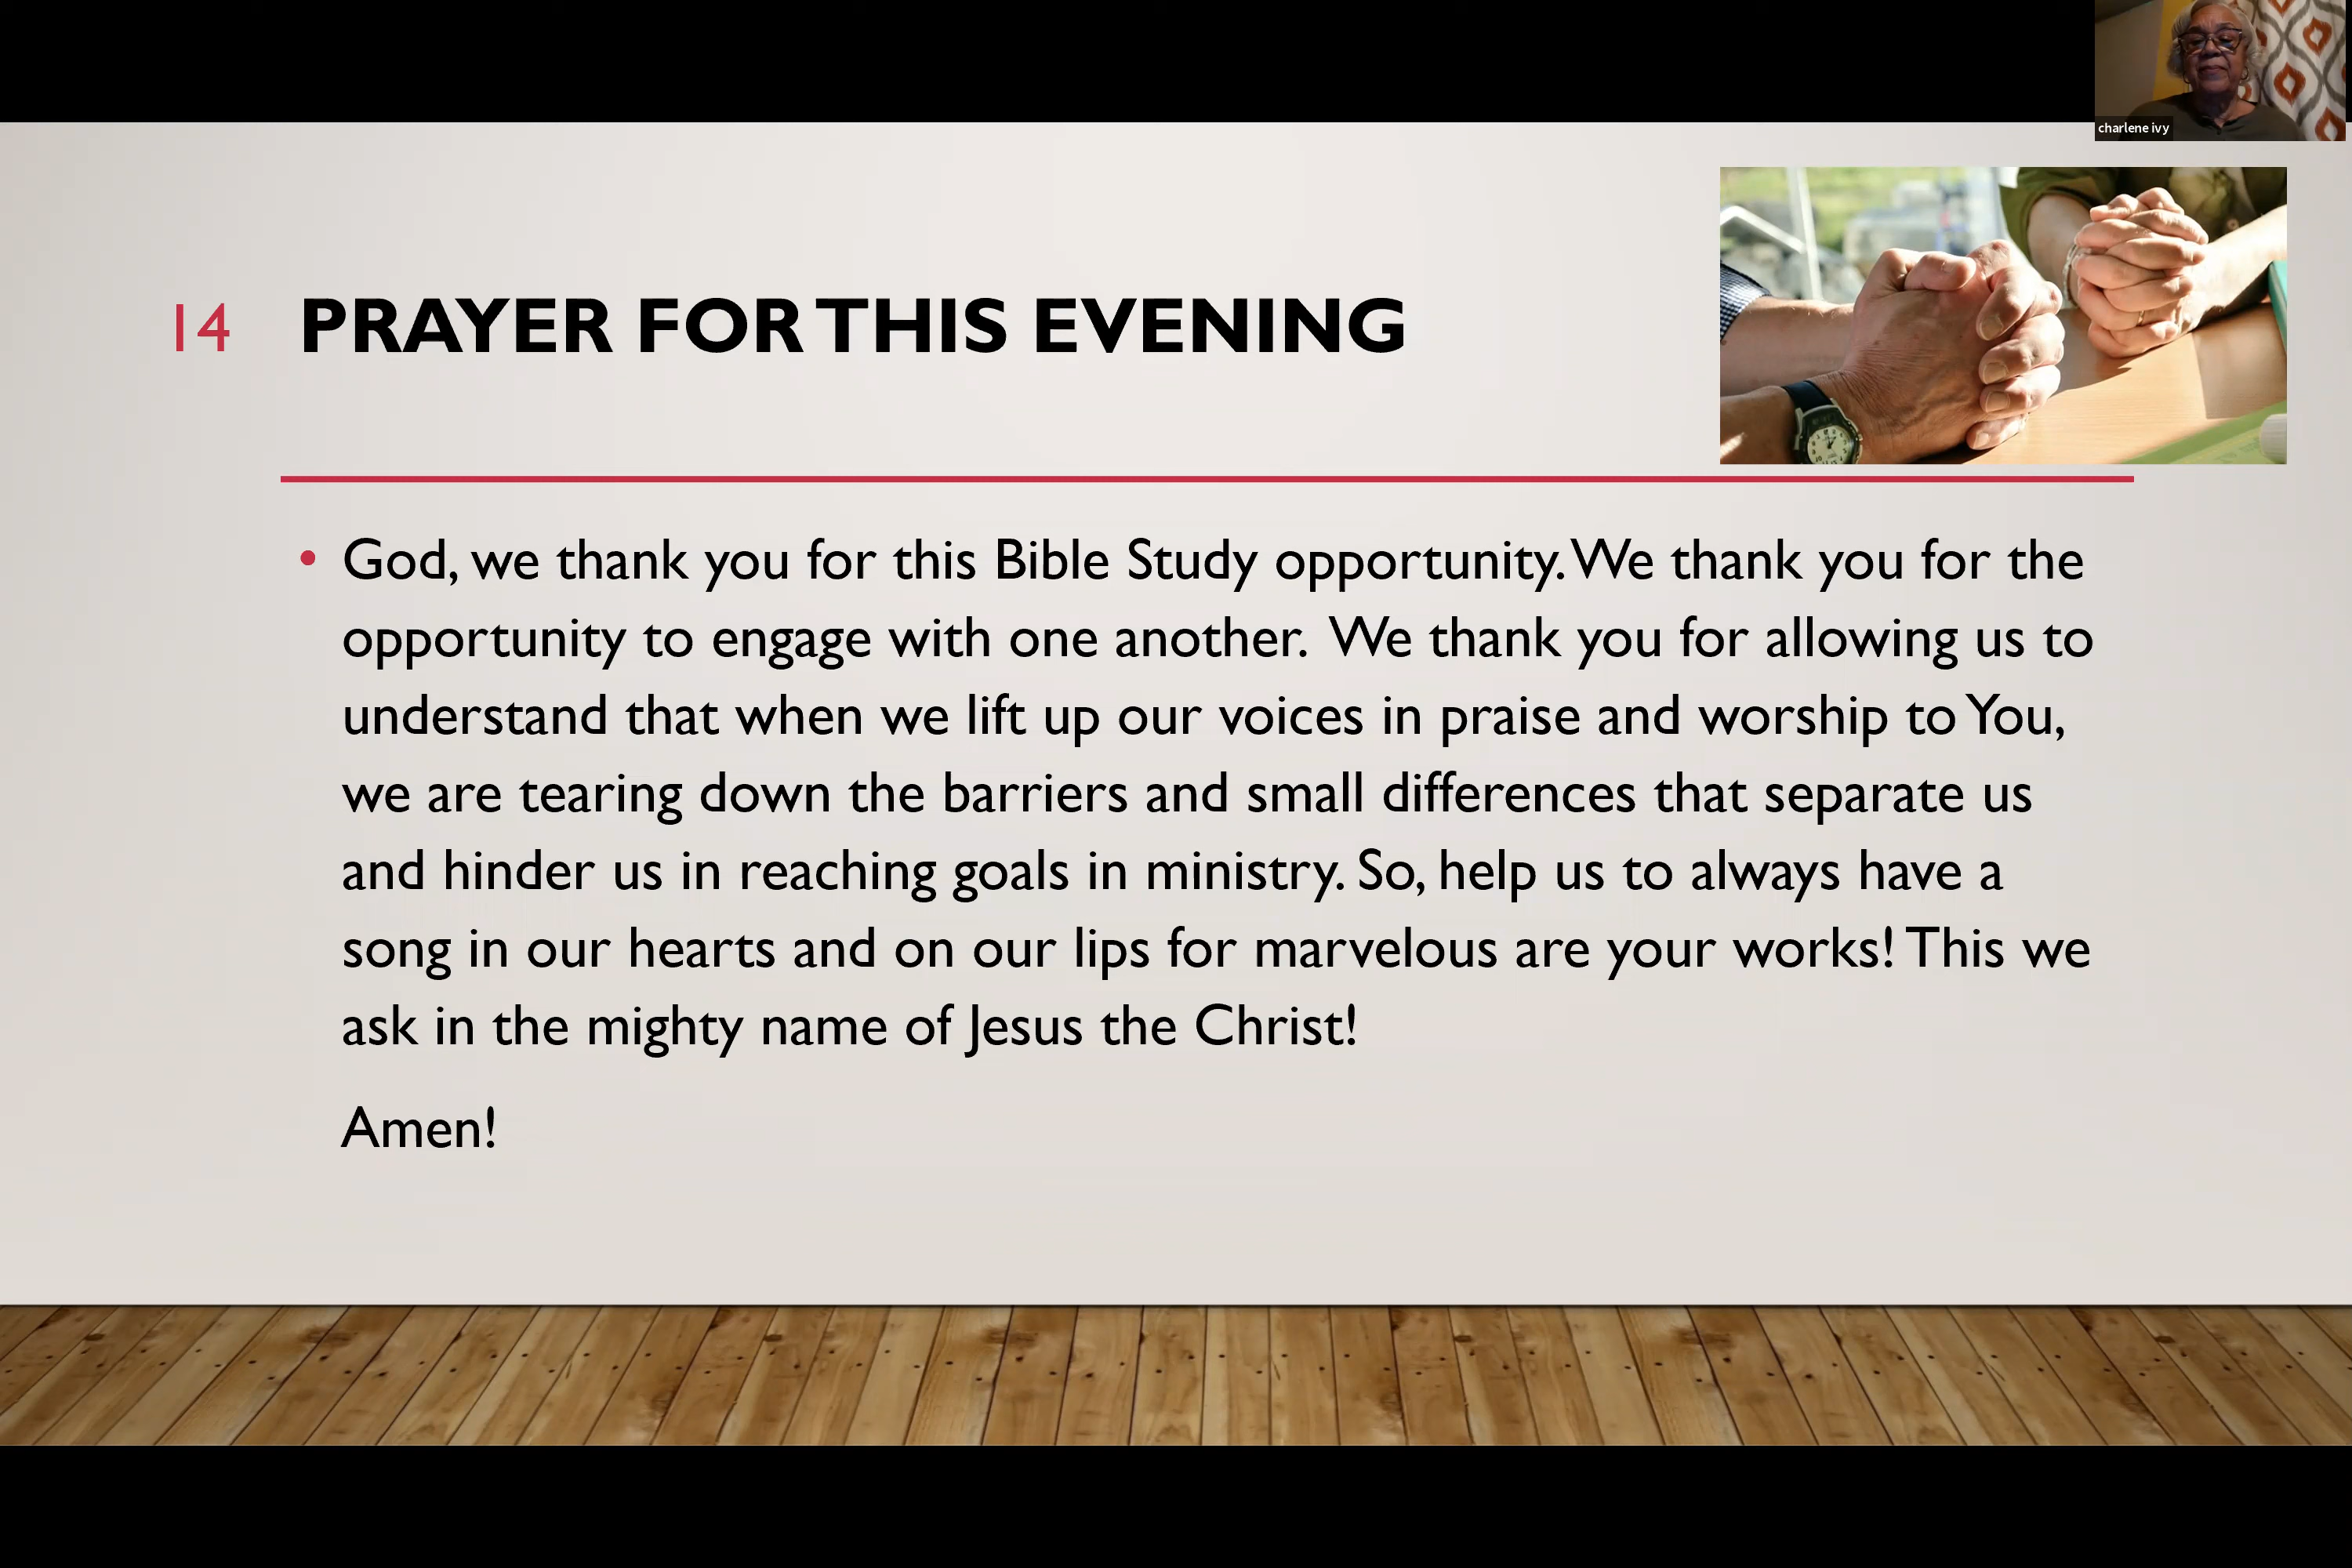 charlene ivy
14 PRAYER FOR THIS EVENING
• God, we thank you for this Bible Study opportunity. We thank you for the
opportunity to engage with one another. We thank you for allowing us to
understand that when we lift up our voices in praise and worship to You,
we are tearing down the barriers and small differences that separate us
and hinder us in reaching goals in ministry. So, help us to always have a
song in our hearts and on our lips for marvelous are your works! This we
ask in the mighty name of Jesus the Christ!
Amen!